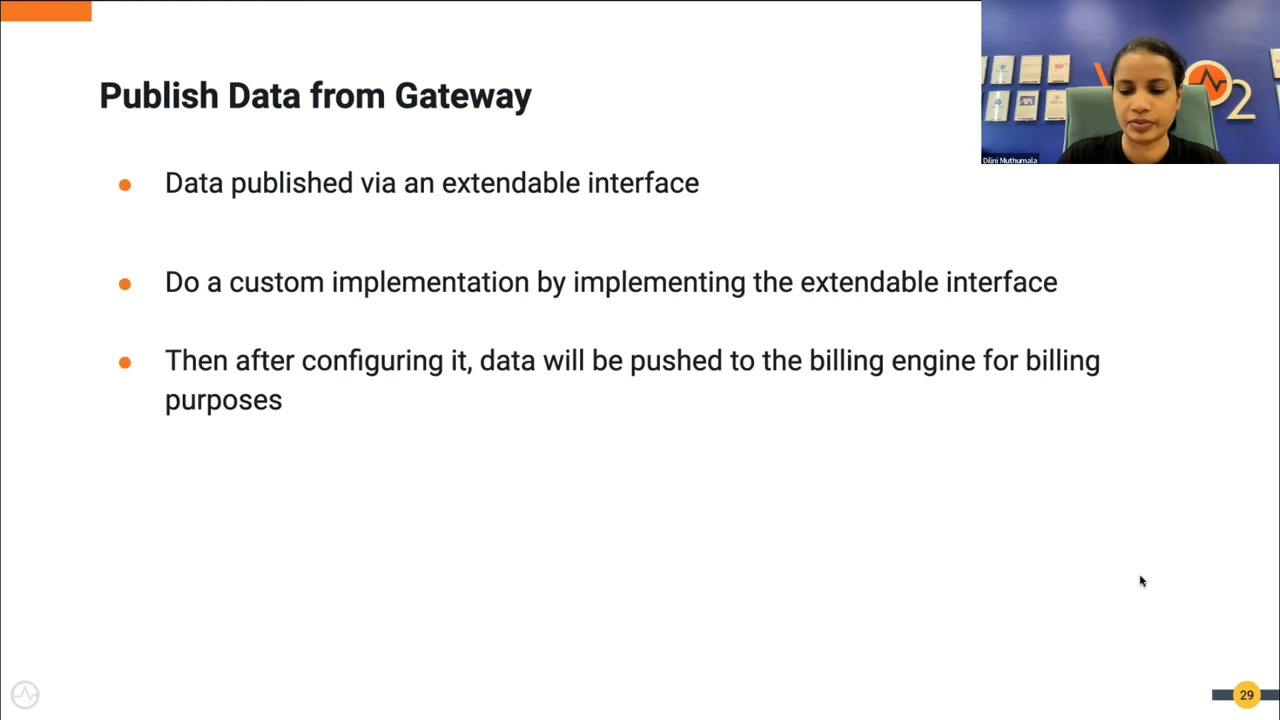 Publish Data from Gateway
Data published via an extendable interface
Do a custom implementation by implementing the extendable interface
Then after configuring it, data will be pushed to the billing engine for billing
purposes
Dilini Muthumala
O2
29